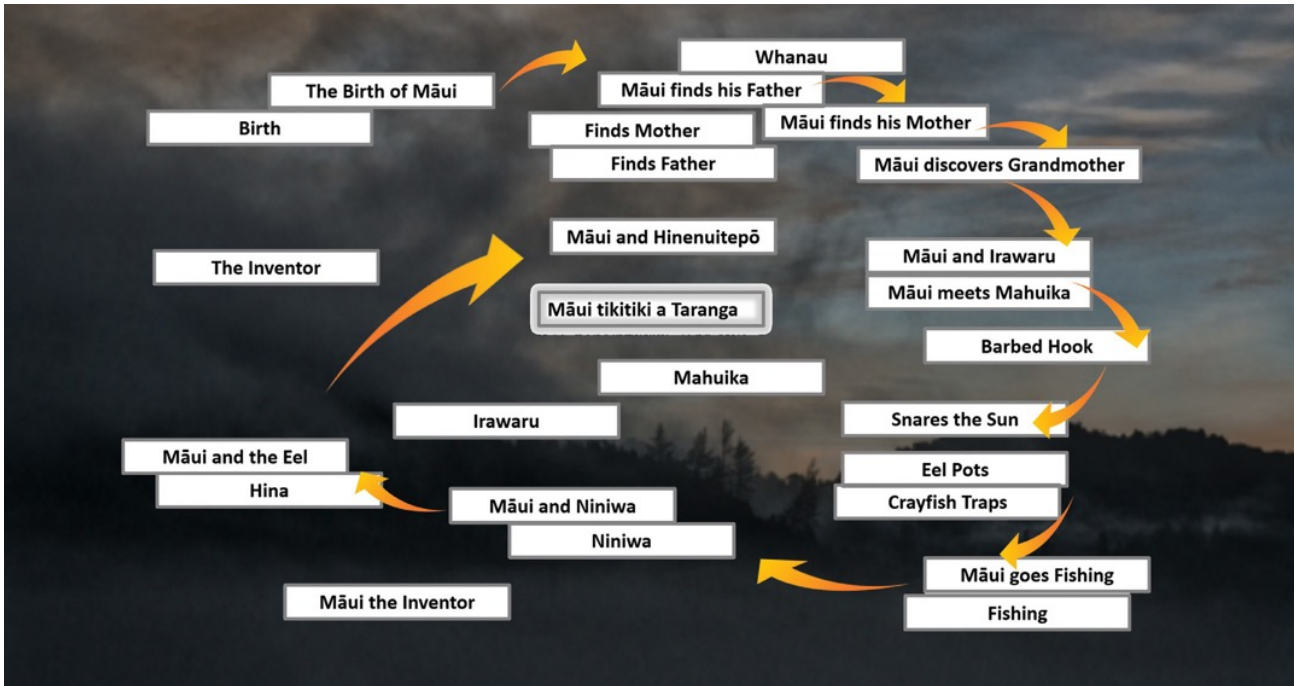 Whanau
The Birth of Māui
Māui finds his Father
Birth
Finds Mother
Māui finds his Mother
Finds Father
Māui discovers Grandmother
Māui and Hinenuitepō
Māui and Irawaru
The Inventor
Māui meets Mahuika
Māui tikitiki a Taranga
Barbed Hook
Mahuika
Irawaru
Snares the Sun
Māui and the Eel
Eel Pots
Hina
Crayfish Traps
Māui and Niniwa
Niniwa
Māui goes Fishing
Māui the Inventor
Fishing